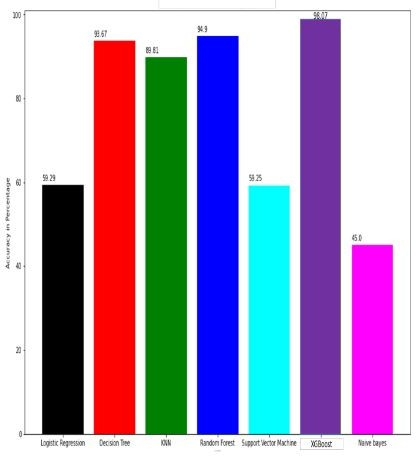 100
80
60
40
20
0
Accuracy in Percentage
59.29
93.67
89.81
94.9
59.25
98.07
45.0
Logistic Regression
Decision Tree
KNN
Random Forest
Support Vector Machine
XGBoost
Naive bayes